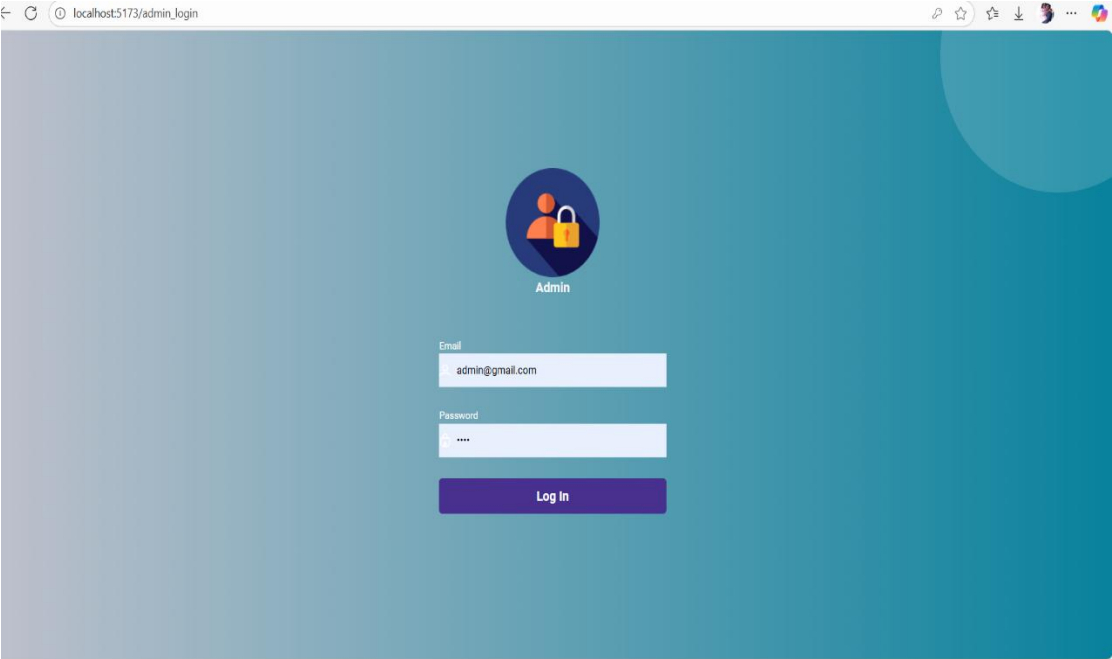 localhost:5173/admin_login
Admin
Email
admin@gmail.com
Password
••••
Log In